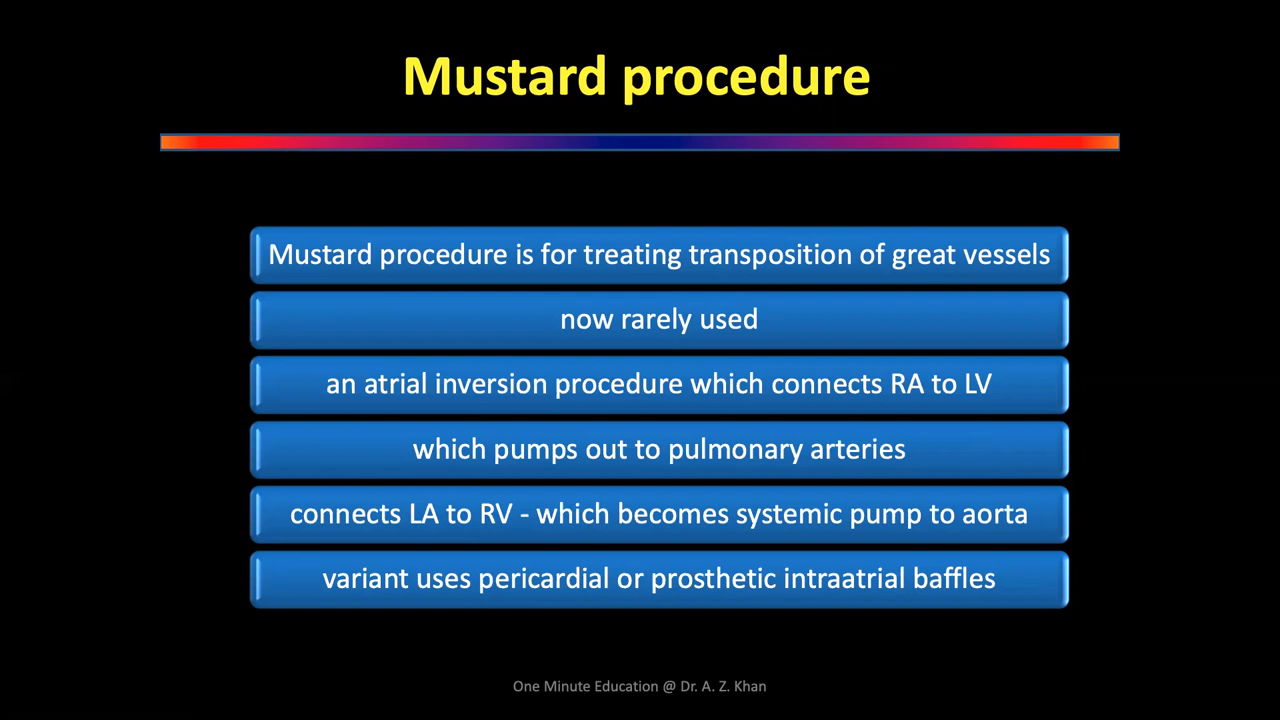 Mustard procedure
Mustard procedure is for treating transposition of great vessels
now rarely used
an atrial inversion procedure which connects RA to LV
which pumps out to pulmonary arteries
connects LA to RV - which becomes systemic pump to aorta
variant uses pericardial or prosthetic intraatrial baffles
One Minute Education @ Dr. A. Z. Khan